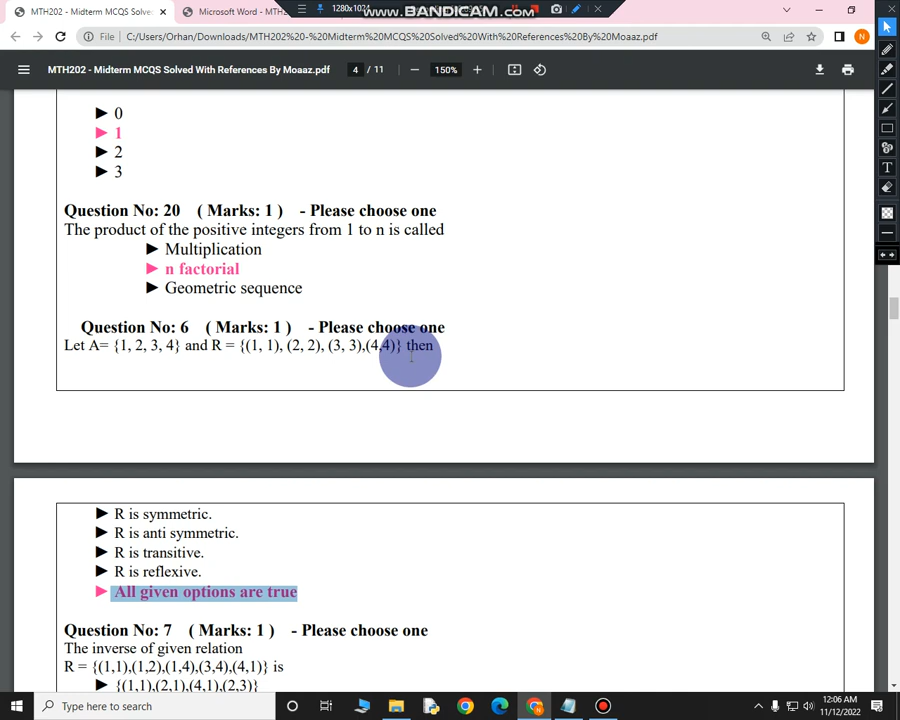 MTH202 - Midterm MCQS Solved
Microsoft Word - MTH2
1280x1024
www.BANDICAM.com
File
C:/Users/Orhan/Downloads/MTH202%20-%20Midterm%20MCQS%20Solved%20With%20References%20By%20Moaaz.pdf
N
MTH202 - Midterm MCQS Solved With References By Moaaz.pdf
4 / 11
150%
T
► 0
► 1
► 2
► 3
Question No: 20 ( Marks: 1 ) - Please choose one
The product of the positive integers from 1 to n is called
► Multiplication
► n factorial
► Geometric sequence
Question No: 6 ( Marks: 1 ) - Please choose one
Let A= {1, 2, 3, 4} and R = {(1, 1), (2, 2), (3, 3),(4,4)} then
► R is symmetric.
► R is anti symmetric.
► R is transitive.
► R is reflexive.
► All given options are true
Question No: 7 ( Marks: 1 ) - Please choose one
The inverse of given relation
R = {(1,1),(1,2),(1,4),(3,4),(4,1)} is
► {(1,1),(2,1),(4,1),(2,3)}
Type here to search
12:06 AM
11/12/2022